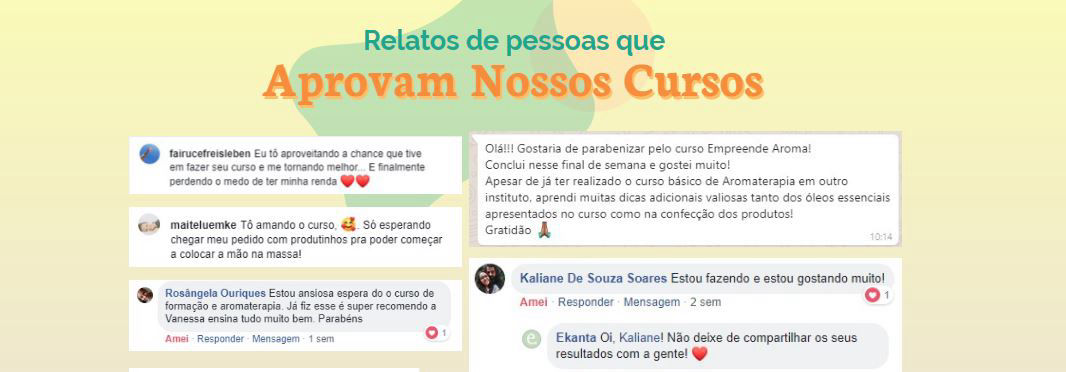 Relatos de pessoas que
Aprovam Nossos Cursos
fairucefreisleben Eu tô aproveitando a chance que tive
em fazer seu curso e me tornando melhor... E finalmente
perdendo o medo de ter minha renda ❤️❤️
maiteluemke Tô amando o curso, 🥰. Só esperando
chegar meu pedido com produtinhos pra poder começar
a colocar a mão na massa!
Rosângela Ouriques Estou ansiosa espera do o curso de
formação e aromaterapia. Já fiz esse é super recomendo a
Vanessa ensina tudo muito bem. Parabéns
1
Amei · Responder · Mensagem · 1 sem
Olá!!! Gostaria de parabenizar pelo curso Empreende Aroma!
Conclui nesse final de semana e gostei muito!
Apesar de já ter realizado o curso básico de Aromaterapia em outro
instituto, aprendi muitas dicas adicionais valiosas tanto dos óleos essenciais
apresentados no curso como na confecção dos produtos!
Gratidão 🙏🏾
10:14
Kaliane De Souza Soares Estou fazendo e estou gostando muito!
1
Amei · Responder · Mensagem · 2 sem
e
Ekanta Oi, Kaliane! Não deixe de compartilhar os seus
resultados com a gente! ❤️